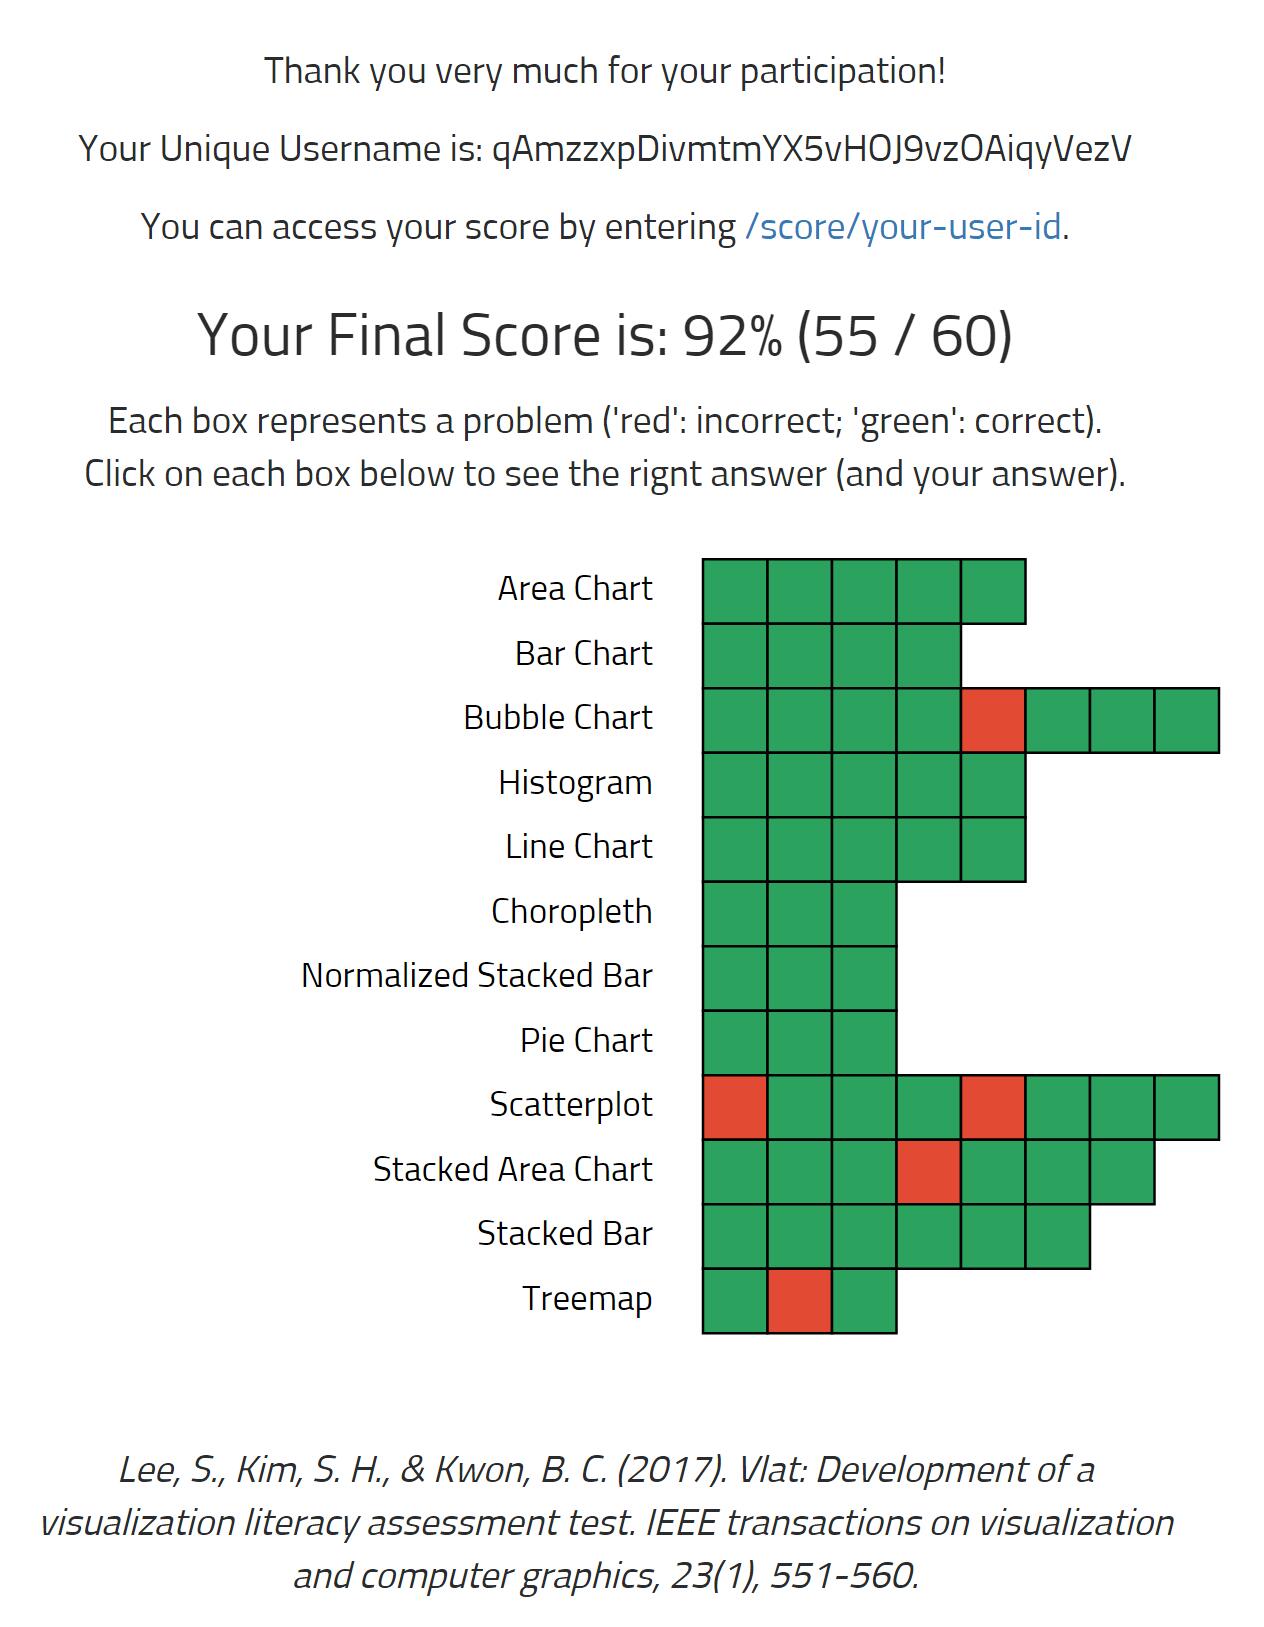 Thank you very much for your participation!
Your Unique Username is: qAmzzxpDivmtmYX5vHOJ9vzOAiqyVezV
You can access your score by entering /score/your-user-id.
Your Final Score is: 92% (55 / 60)
Each box represents a problem ('red': incorrect; 'green': correct).
Click on each box below to see the rignt answer (and your answer).
Area Chart
Bar Chart
Bubble Chart
Histogram
Line Chart
Choropleth
Normalized Stacked Bar
Pie Chart
Scatterplot
Stacked Area Chart
Stacked Bar
Treemap
Lee, S., Kim, S. H., & Kwon, B. C. (2017). Vlat: Development of a
visualization literacy assessment test. IEEE transactions on visualization
and computer graphics, 23(1), 551-560.